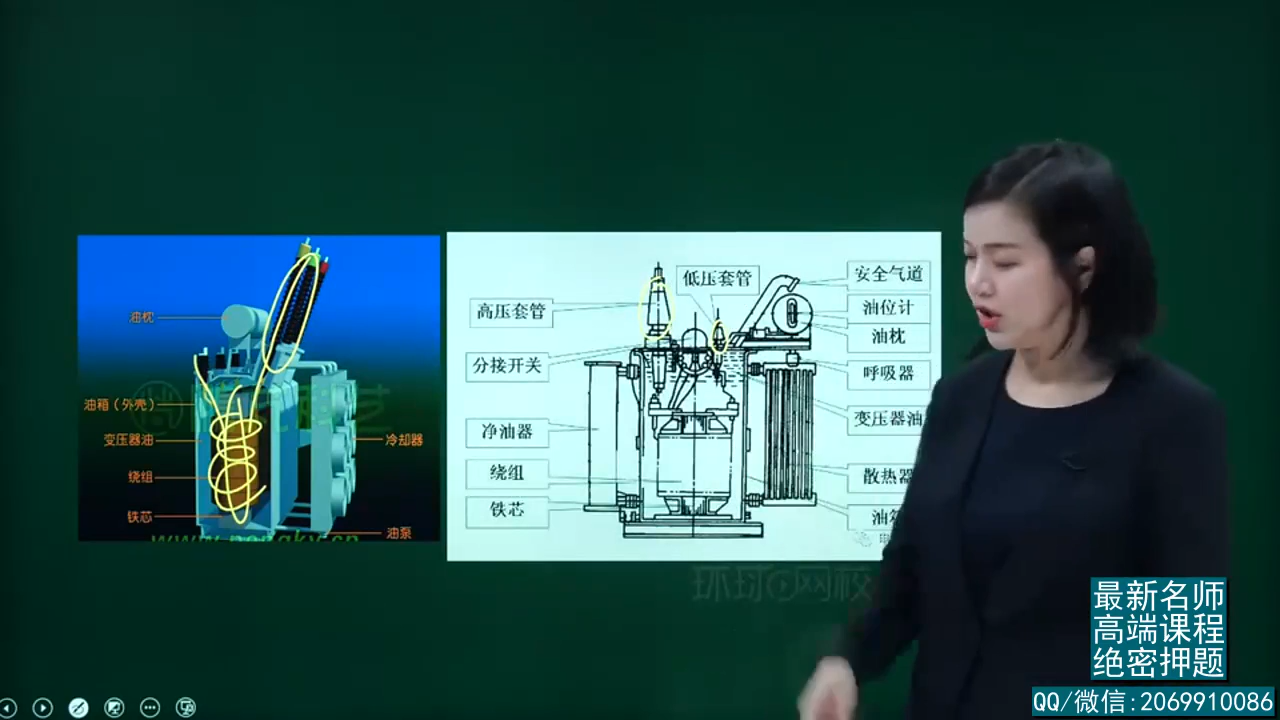 油枕
油箱（外壳）
变压器油
绕组
铁芯
冷却器
油泵
高压套管
分接开关
净油器
绕组
铁芯
低压套管
安全气道
油位计
油枕
呼吸器
变压器油
散热器
环球网校
最新名师
高端课程
绝密押题
QQ/微信:2069910086